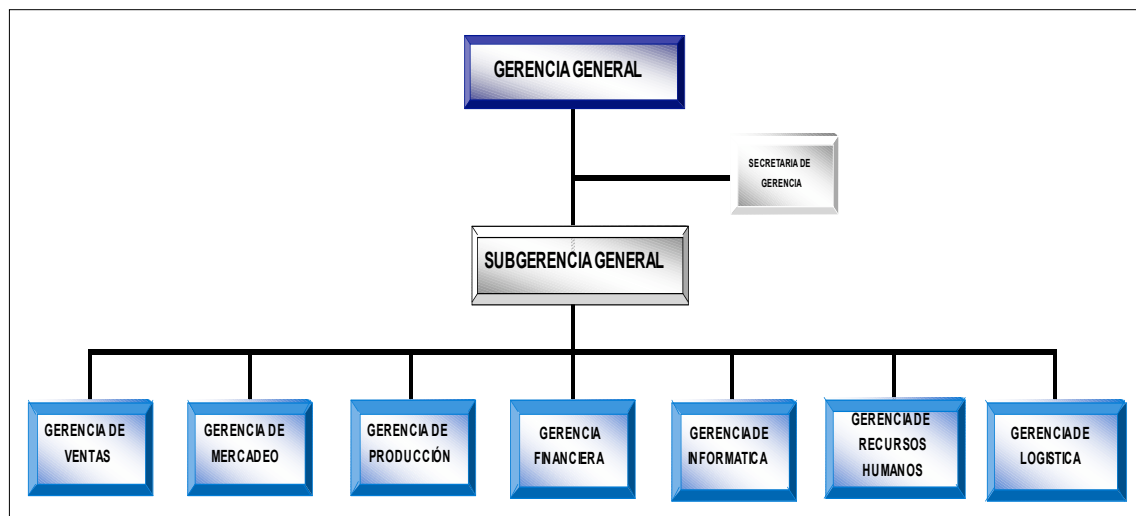 GERENCIA GENERAL
SECRETARIA DE
GERENCIA
SUBGERENCIA GENERAL
GERENCIA DE
VENTAS
GERENCIA DE
MERCADEO
GERENCIA DE
PRODUCCIÓN
GERENCIA
FINANCIERA
GERENCIA DE
INFORMATICA
GERENCIA DE
RECURSOS
HUMANOS
GERENCIA DE
LOGISTICA